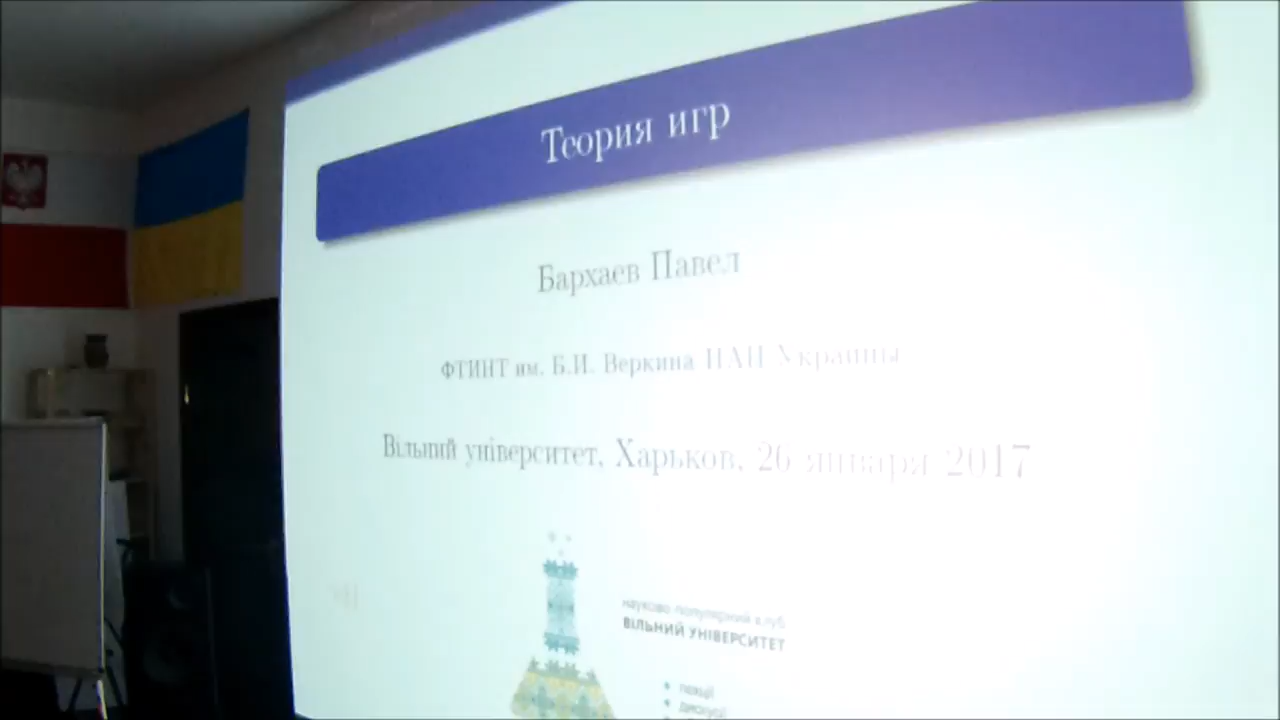 Теория игр
Бархаев Павел
ФТИНТ им. Б.И. Веркина НАН Украины
Вільний університет, Харьков, 26 января 2017
науково-популярний клуб
ВІЛЬНИЙ УНІВЕРСИТЕТ
• лекції
• дискусії